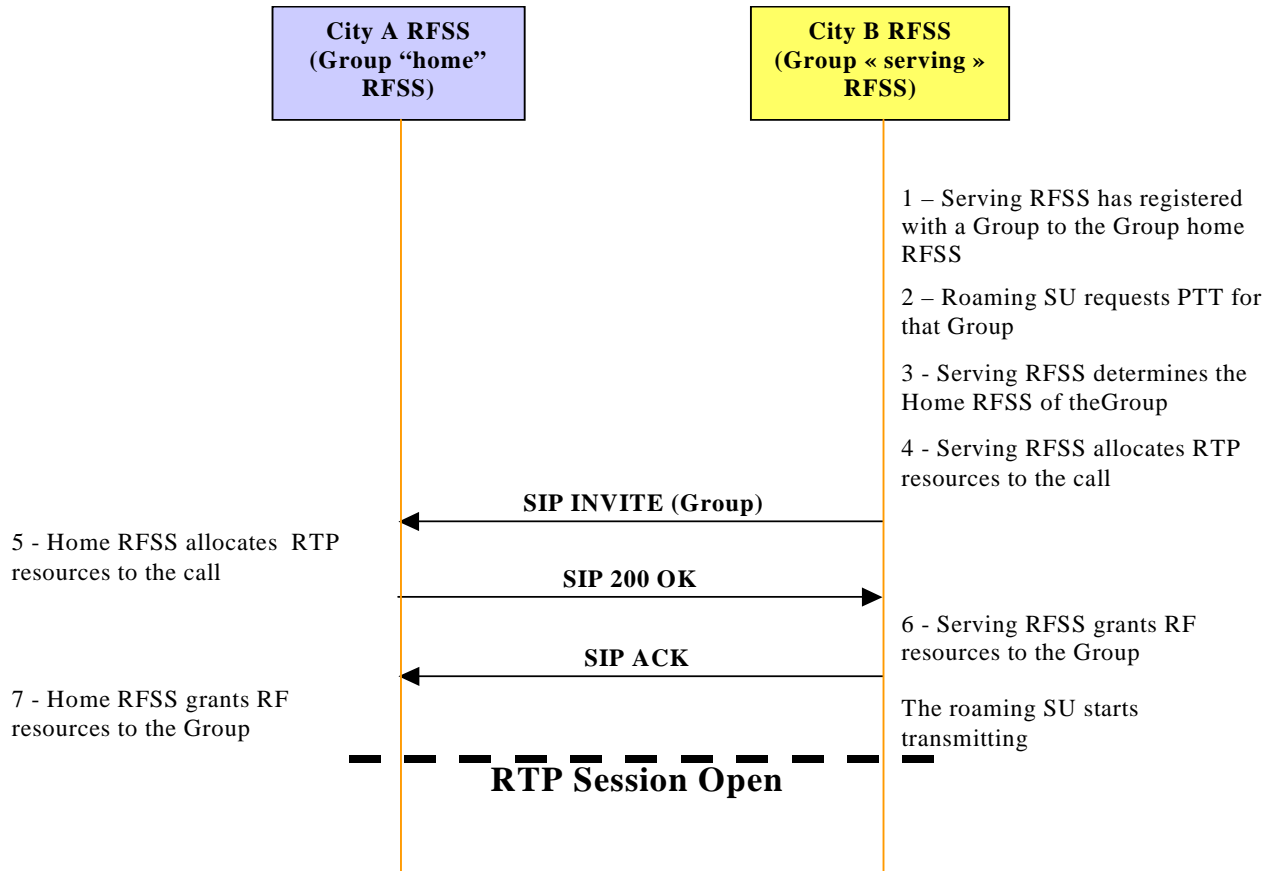 City A RFSS
(Group “home”
RFSS)
City B RFSS
(Group « serving »
RFSS)
1 – Serving RFSS has registered
with a Group to the Group home
RFSS
2 – Roaming SU requests PTT for
that Group
3 - Serving RFSS determines the
Home RFSS of theGroup
4 - Serving RFSS allocates RTP
resources to the call
SIP INVITE (Group)
5 - Home RFSS allocates RTP
resources to the call
SIP 200 OK
6 - Serving RFSS grants RF
resources to the Group
SIP ACK
7 - Home RFSS grants RF
resources to the Group
The roaming SU starts
transmitting
RTP Session Open